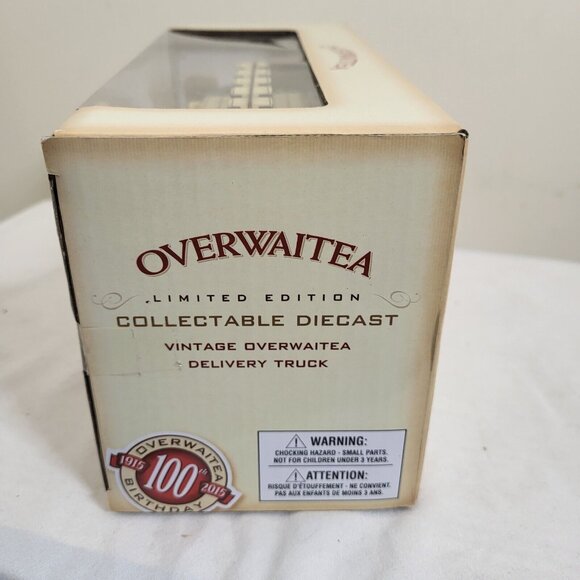 OVERWAITEA
LIMITED EDITION
COLLECTABLE DIECAST
VINTAGE OVERWAITEA
DELIVERY TRUCK
OVERWAITEA
1915 100th 2015
BIRTHDAY
WARNING:
CHOCKING HAZARD - SMALL PARTS.
NOT FOR CHILDREN UNDER 3 YEARS.
ATTENTION:
RISQUE D'ÉTOUFFEMENT - NE CONVIENT
PAS AUX ENFANTS DE MOINS 3 ANS.